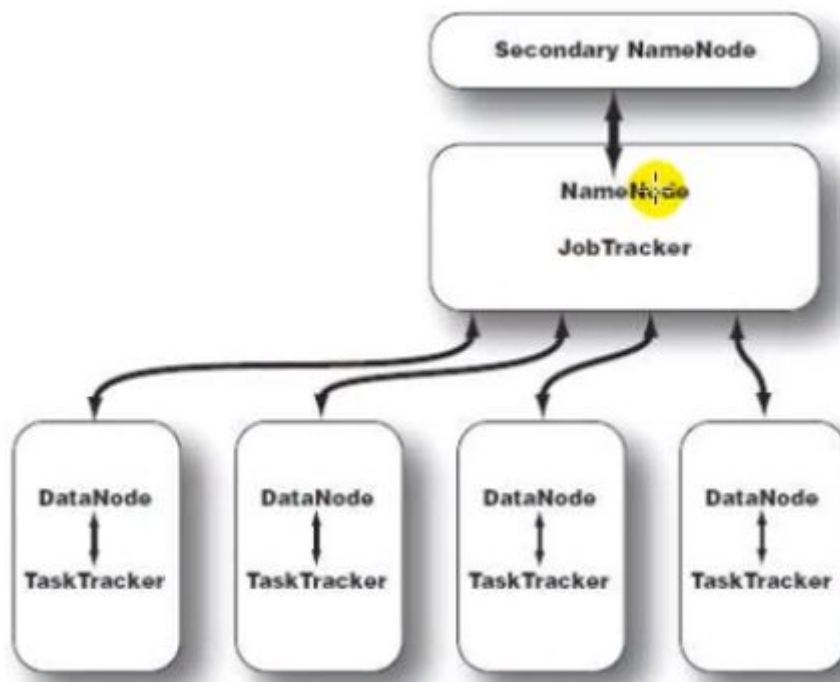 Secondary NameNode
NameNode
JobTracker
DataNode
TaskTracker
DataNode
TaskTracker
DataNode
TaskTracker
DataNode
TaskTracker